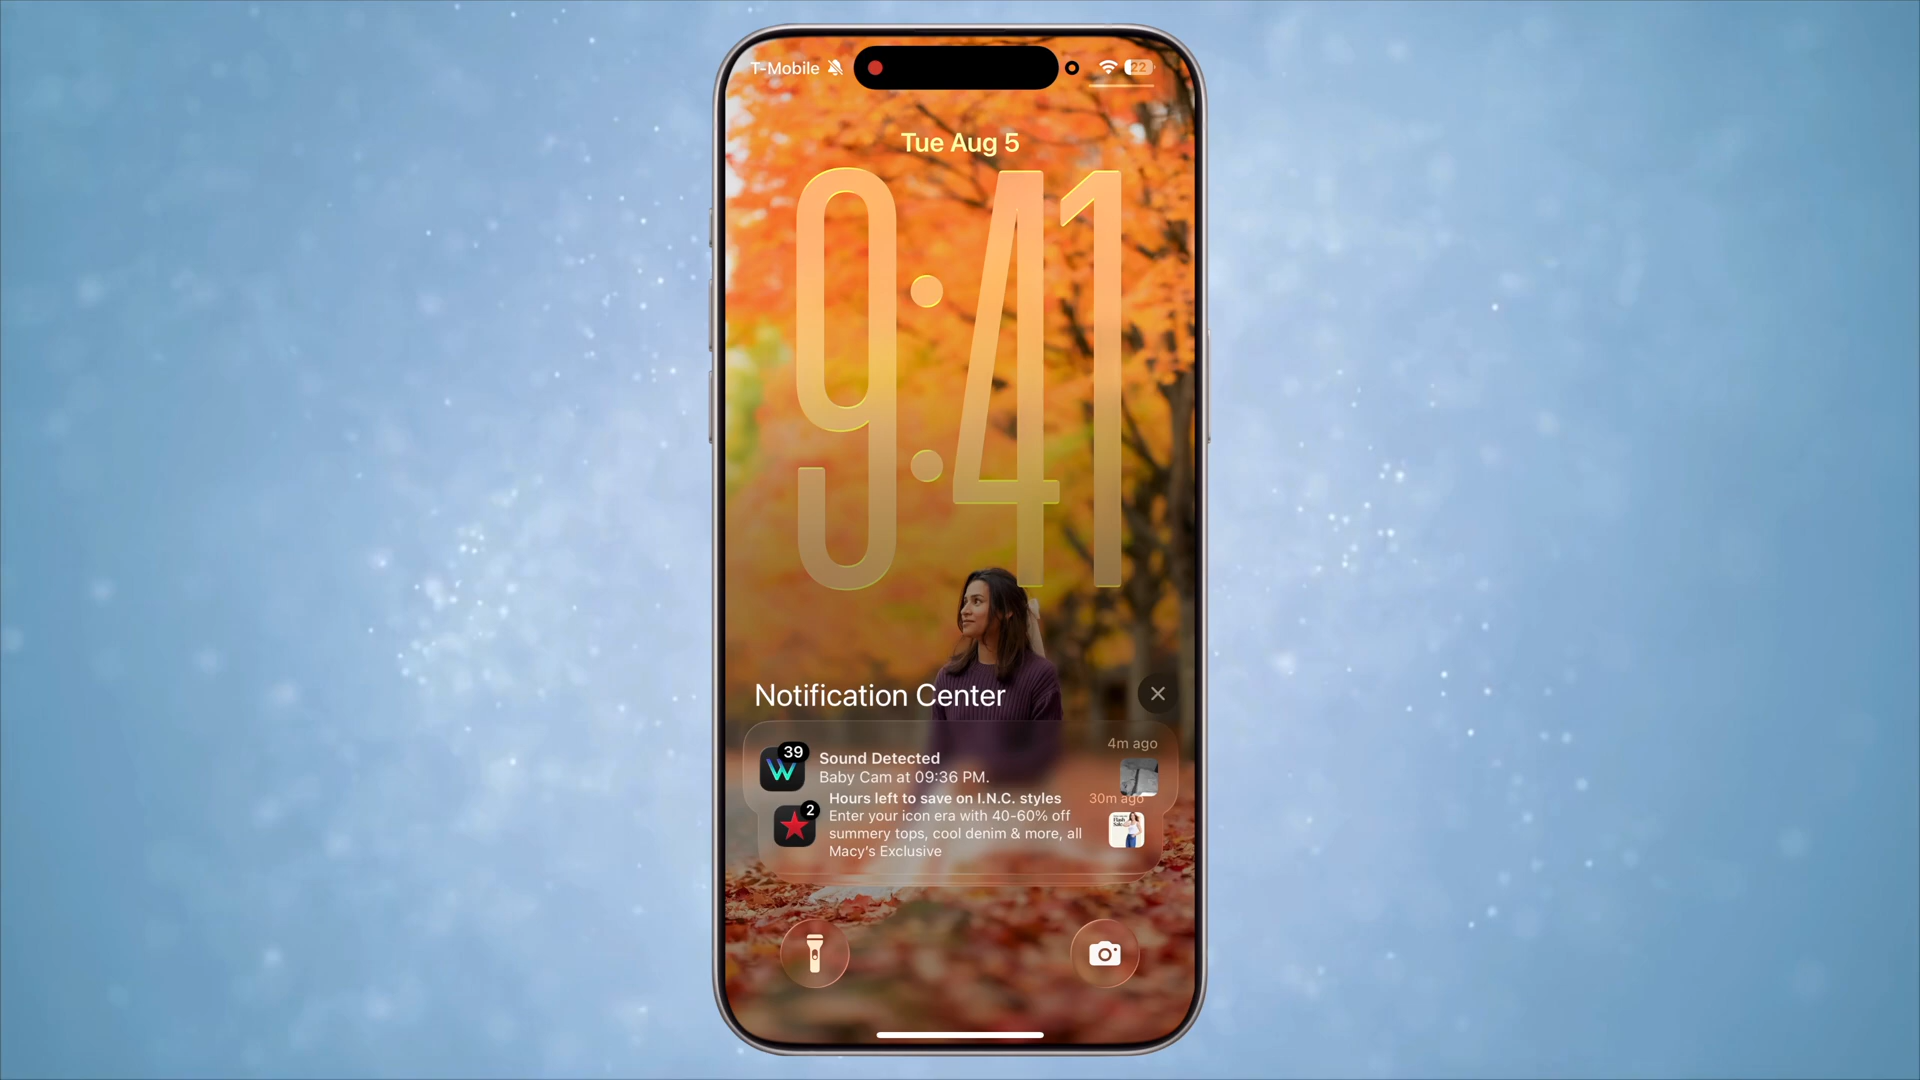 T-Mobile
22
Tue Aug 5
9:41
Notification Center
4m ago
39
Sound Detected
Baby Cam at 09:36 PM.
Hours left to save on I.N.C. styles
30m ago
2
Enter your icon era with 40-60% off
summery tops, cool denim & more, all
Macy's Exclusive
Flash
Sale